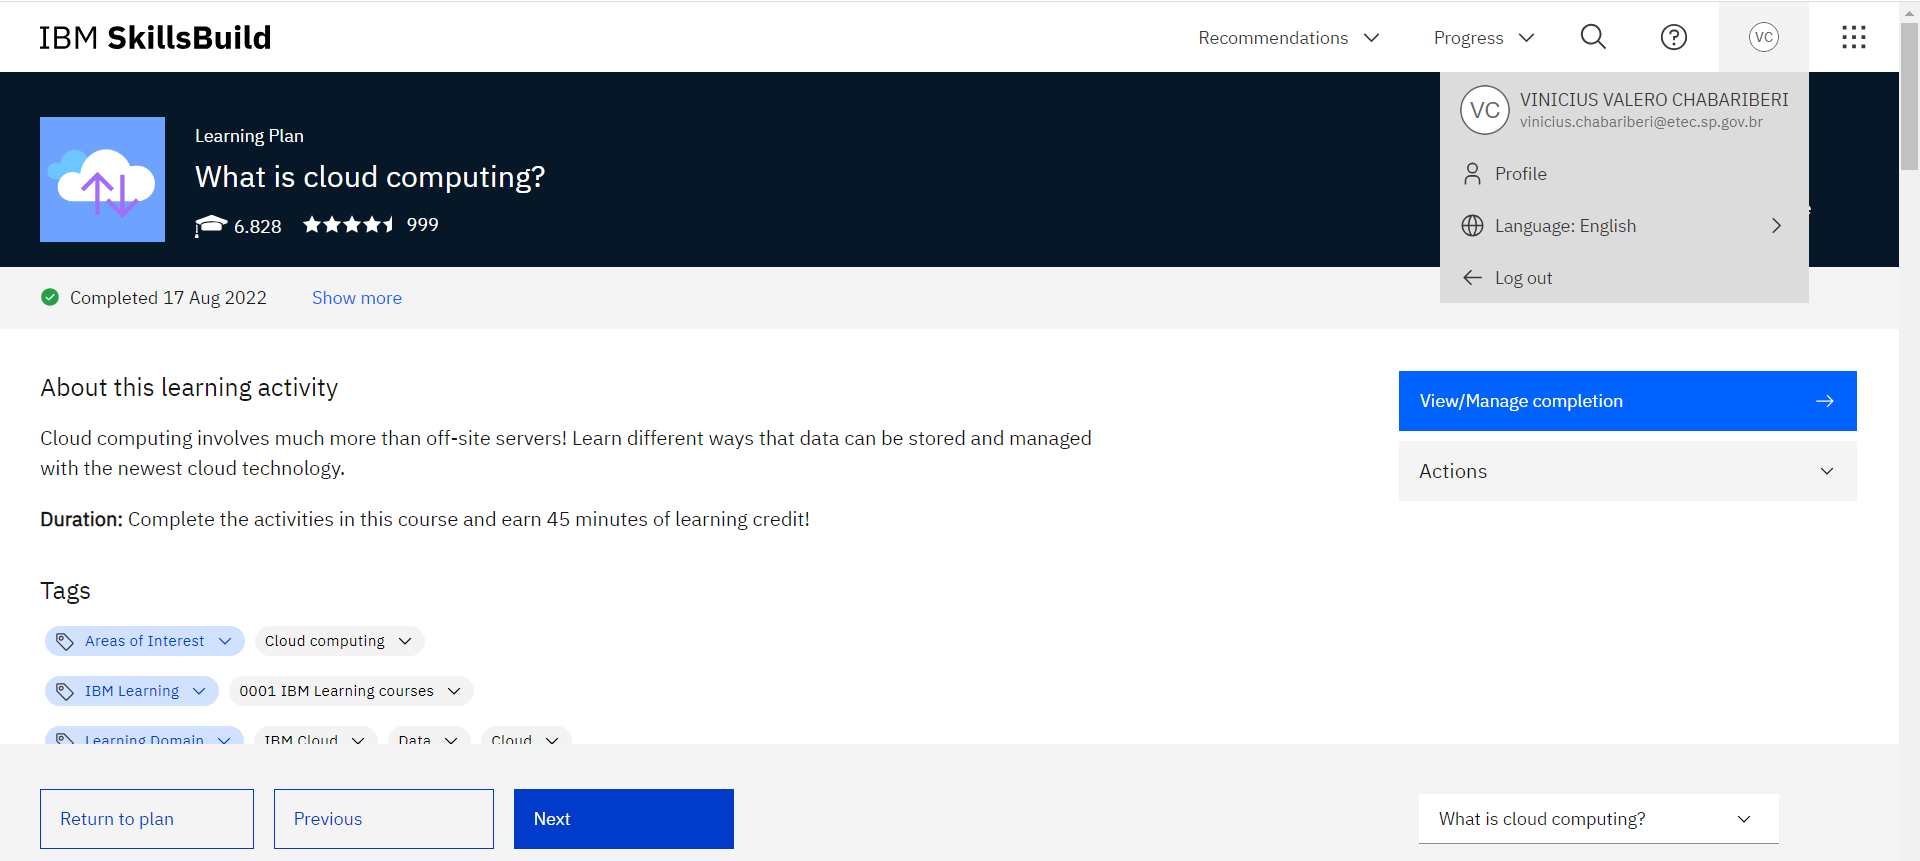 IBM SkillsBuild
Recommendations
Progress
VC
VC
VINICIUS VALERO CHABARIBERI
vinicius.chabariberi@etec.sp.gov.br
Profile
Language: English
Log out
Learning Plan
What is cloud computing?
6.828
999
Completed 17 Aug 2022 Show more
About this learning activity
Cloud computing involves much more than off-site servers! Learn different ways that data can be stored and managed
with the newest cloud technology.
Duration: Complete the activities in this course and earn 45 minutes of learning credit!
View/Manage completion
Actions
Tags
Areas of Interest Cloud computing
IBM Learning 0001 IBM Learning courses
Learning Domain IBM Cloud Data Cloud
Return to plan Previous Next What is cloud computing?